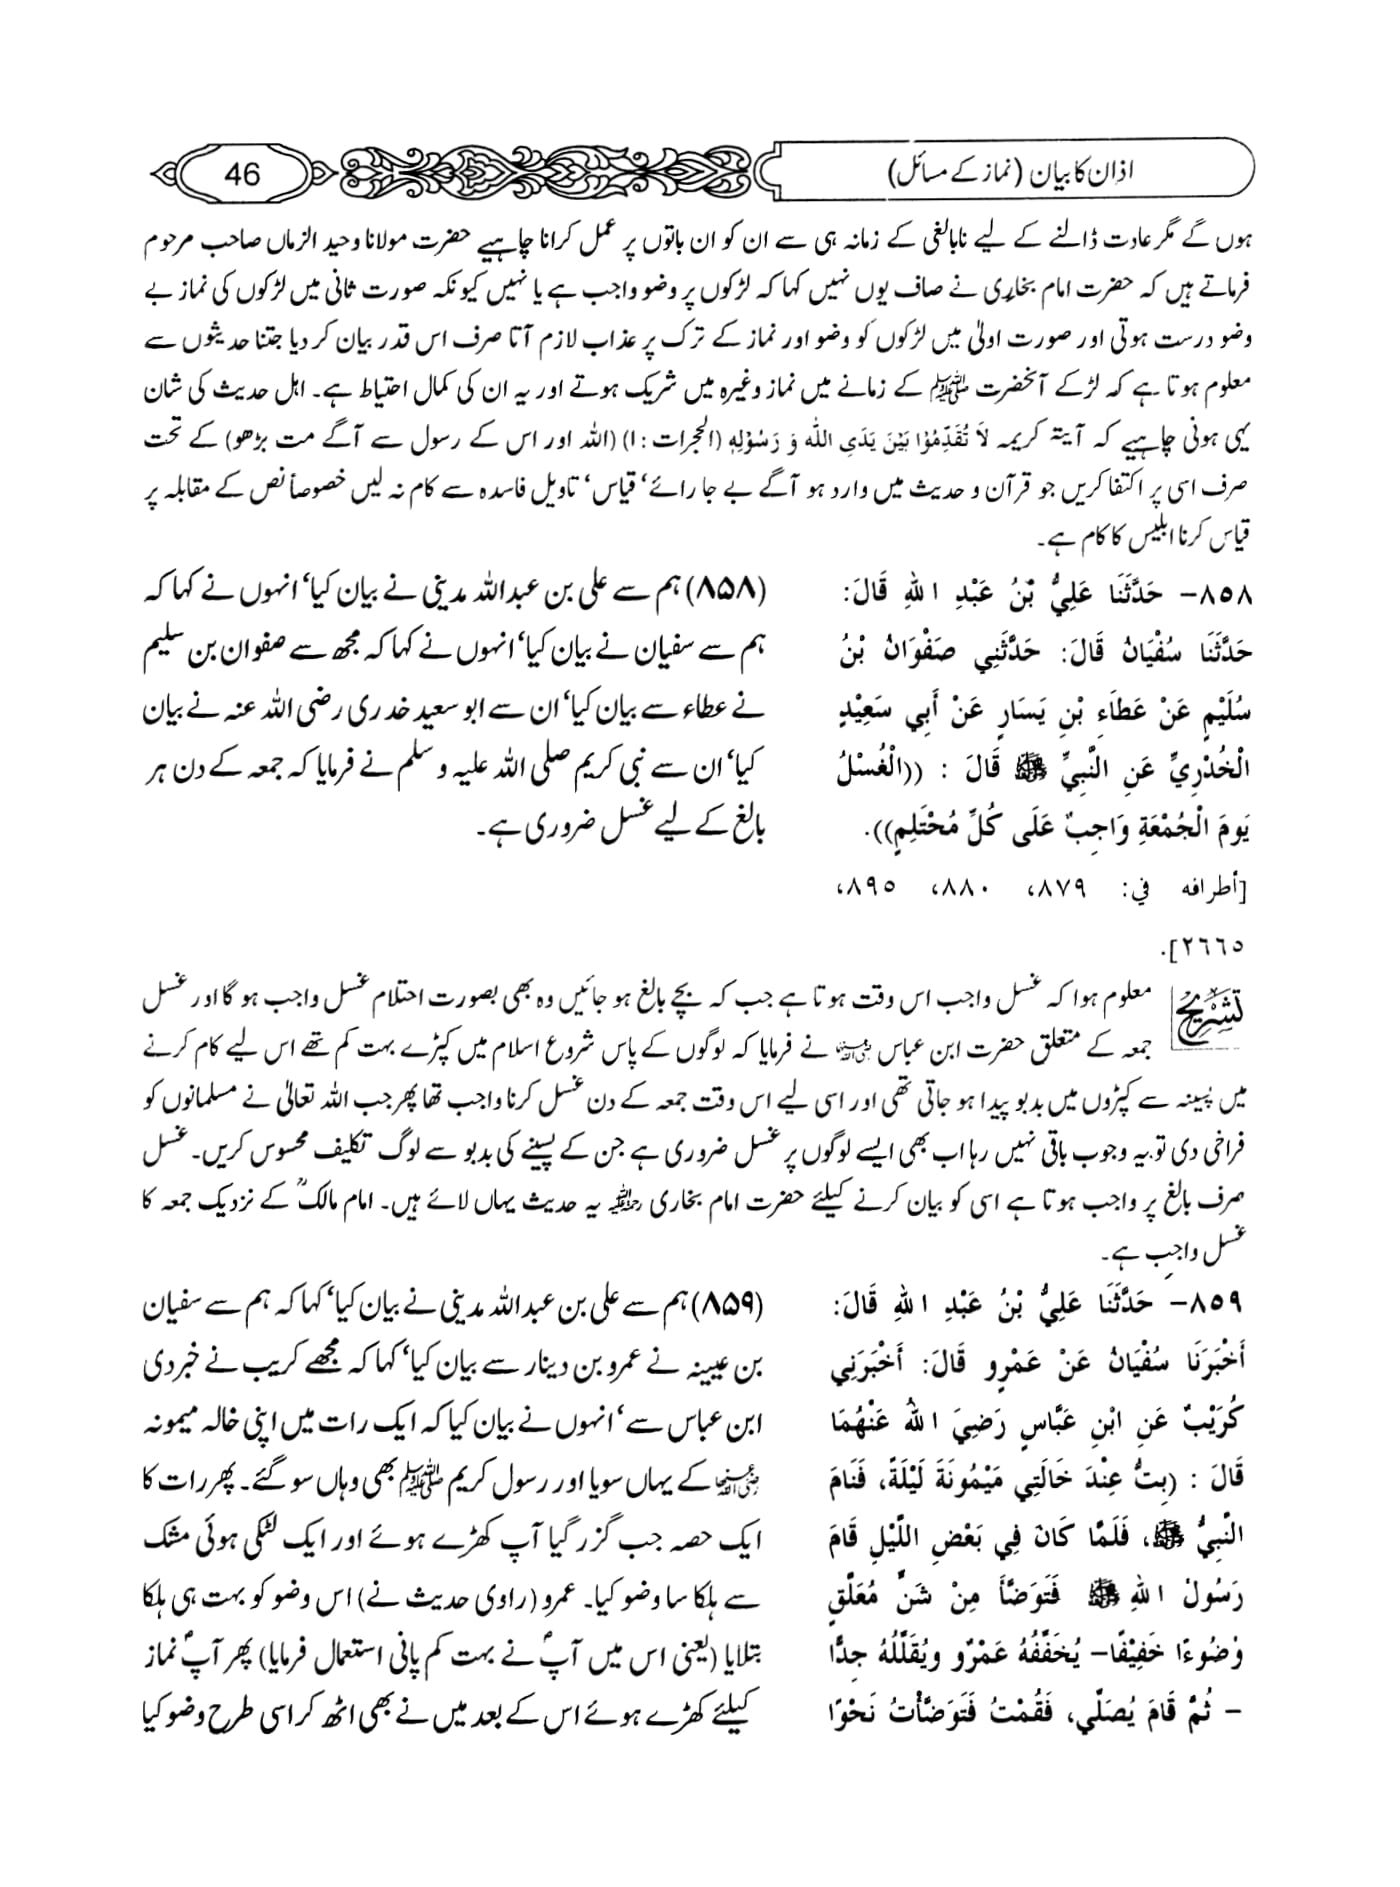 اذان کا بیان (نماز کے مسائل)
46
ہوں گے مگر عادت ڈالنے کے لیے نابالغی کے زمانہ ہی سے ان کو ان باتوں پر عمل کرانا چاہیے حضرت مولانا وحید الزماں صاحب مرحوم
فرماتے ہیں کہ حضرت امام بخاری نے صاف یوں نہیں کہا کہ لڑکوں پر وضو واجب ہے یا نہیں کیونکہ صورت ثانی میں لڑکوں کی نماز بے
وضو درست ہوتی اور صورت اولیٰ میں لڑکوں کو وضو اور نماز کے ترک پر عذاب لازم آتا صرف اس قدر بیان کر دیا جتنا حدیثوں سے
معلوم ہوتا ہے کہ لڑکے آنحضرت ﷺ کے زمانے میں نماز وغیرہ میں شریک ہوتے اور یہ ان کی کمال احتیاط ہے۔ اہل حدیث کی شان
یہی ہونی چاہیے کہ آیتہ کریمہ لاَ تُقَدِّمُوْا بَیْنَ یَدَیِ اللّٰهِ وَ رَسُوْلِهٖ (الحجرات : ۱) (اللہ اور اس کے رسول سے آگے مت بڑھو) کے تحت
صرف اسی پر اکتفا کریں جو قرآن و حدیث میں وارد ہو آگے بے جا رائے‘ قیاس‘ تاویل فاسدہ سے کام نہ لیں خصوصاً نص کے مقابلہ پر
قیاس کرنا ابلیس کا کام ہے۔
٨٥٨- حَدَّثَنَا عَلِيُّ بْنُ عَبْدِ اللهِ قَالَ:
حَدَّثَنَا سُفْيَانُ قَالَ: حَدَّثَنِي صَفْوَانُ بْنُ
سُلَيْمٍ عَنْ عَطَاءِ بْنِ يَسَارٍ عَنْ أَبِي سَعِيْدٍ
الْخُدْرِيِّ عَنِ النَّبِيِّ ﷺ قَالَ : ((الْغُسْلُ
يَومَ الْجُمْعَةِ وَاجِبٌ عَلَى كُلِّ مُحْتَلِمٍ)).
[أطرافه في: ٨٧٩، ٨٨٠، ٨٩٥،
٢٦٦٥].
(۸۵۸) ہم سے علی بن عبداللہ مدینی نے بیان کیا‘ انہوں نے کہا کہ
ہم سے سفیان نے بیان کیا‘ انہوں نے کہا کہ مجھ سے صفوان بن سلیم
نے عطاء سے بیان کیا‘ ان سے ابو سعید خدری رضی اللہ عنہ نے بیان
کیا‘ ان سے نبی کریم صلی اللہ علیہ و سلم نے فرمایا کہ جمعہ کے دن ہر
بالغ کے لیے غسل ضروری ہے۔
تشریح معلوم ہوا کہ غسل واجب اس وقت ہوتا ہے جب کہ بچے بالغ ہو جائیں وہ بھی بصورت احتلام غسل واجب ہو گا اور غسل
جمعہ کے متعلق حضرت ابن عباس رضی اللہ عنہما نے فرمایا کہ لوگوں کے پاس شروع اسلام میں کپڑے بہت کم تھے اس لیے کام کرنے
میں پسینہ سے کپڑوں میں بدبو پیدا ہو جاتی تھی اور اسی لیے اس وقت جمعہ کے دن غسل کرنا واجب تھا پھر جب اللہ تعالیٰ نے مسلمانوں کو
فراخی دی تو یہ وجوب باقی نہیں رہا اب بھی ایسے لوگوں پر غسل ضروری ہے جن کے پسینے کی بدبو سے لوگ تکلیف محسوس کریں۔ غسل
صرف بالغ پر واجب ہوتا ہے اسی کو بیان کرنے کیلئے حضرت امام بخاری رحمہ اللہ یہ حدیث یہاں لائے ہیں۔ امام مالکؒ کے نزدیک جمعہ کا
غسل واجب ہے۔
٨٥٩- حَدَّثَنَا عَلِيُّ بْنُ عَبْدِ اللهِ قَالَ:
أَخْبَرَنَا سُفْيَانُ عَنْ عَمْرٍو قَالَ: أَخْبَرَنِي
كُرَيْبٌ عَنِ ابْنِ عَبَّاسٍ رَضِيَ اللهُ عَنْهُمَا
قَالَ : (بِتُّ عِنْدَ خَالَتِي مَيْمُونَةَ لَيْلَةً، فَنَامَ
النَّبِيُّ ﷺ، فَلَمَّا كَانَ فِي بَعْضِ اللَّيْلِ قَامَ
رَسُولُ اللهِ ﷺ فَتَوَضَّأَ مِنْ شَنٍّ مُعَلَّقٍ
وُضُوءًا خَفِيْفًا- يُخَفِّفُهُ عَمْرٌو وَيُقَلِّلُهُ جِدًّا
- ثُمَّ قَامَ يُصَلِّي، فَقُمْتُ فَتَوَضَّأْتُ نَحْوًا
(۸۵۹) ہم سے علی بن عبداللہ مدینی نے بیان کیا‘ کہا کہ ہم سے سفیان
بن عیینہ نے عمرو بن دینار سے بیان کیا‘ کہا کہ مجھے کریب نے خبر دی
ابن عباس سے‘ انہوں نے بیان کیا کہ ایک رات میں اپنی خالہ میمونہ
رضی اللہ عنہا کے یہاں سویا اور رسول کریم ﷺ بھی وہاں سو گئے۔ پھر رات کا
ایک حصہ جب گزر گیا آپ کھڑے ہوئے اور ایک لٹکی ہوئی مشک
سے ہلکا سا وضو کیا۔ عمرو (راوی حدیث نے) اس وضو کو بہت ہی ہلکا
بتلایا (یعنی اس میں آپؐ نے بہت کم پانی استعمال فرمایا) پھر آپؐ نماز
کیلئے کھڑے ہوئے اس کے بعد میں نے بھی اٹھ کر اسی طرح وضو کیا